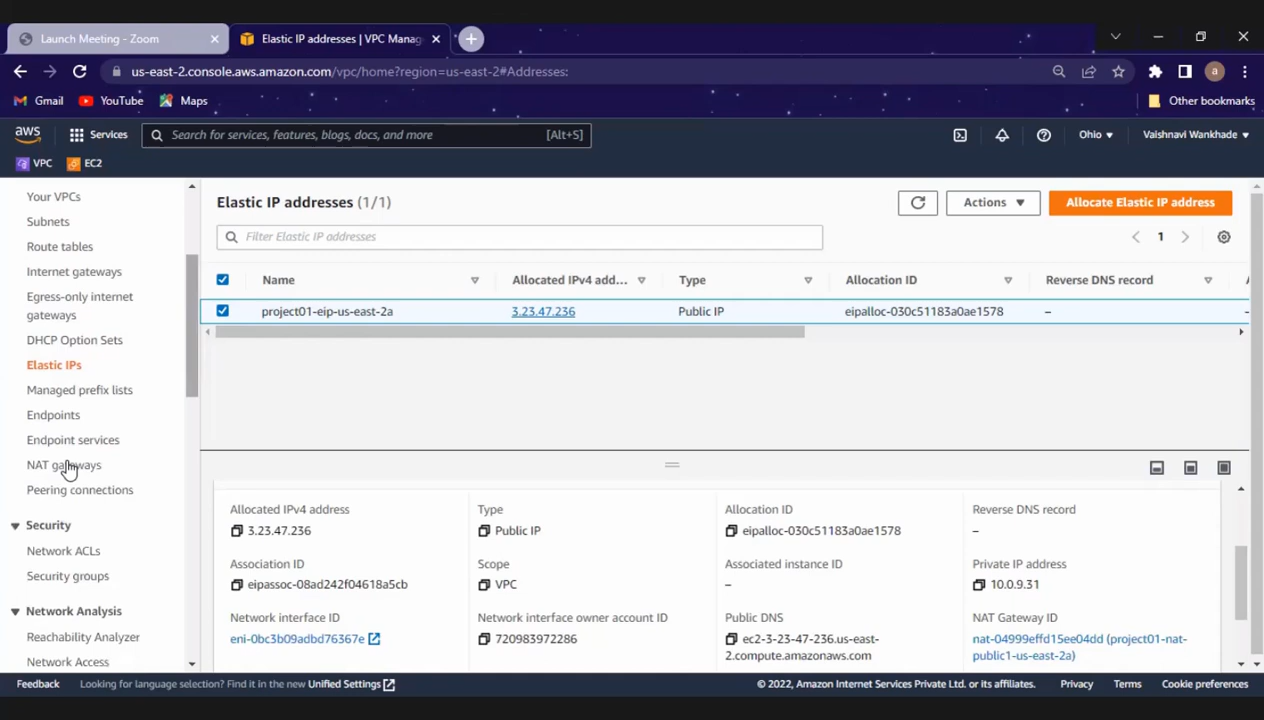 Launch Meeting - Zoom
Elastic IP addresses | VPC Manag
us-east-2.console.aws.amazon.com/vpc/home?region=us-east-2#Addresses:
a
Gmail YouTube Maps Other bookmarks
aws Services Search for services, features, blogs, docs, and more [Alt+S] Ohio Vaishnavi Wankhade
VPC EC2
Your VPCs
Subnets
Route tables
Internet gateways
Egress-only internet
gateways
DHCP Option Sets
Elastic IPs
Managed prefix lists
Endpoints
Endpoint services
NAT gateways
Peering connections
Security
Network ACLs
Security groups
Network Analysis
Reachability Analyzer
Network Access
Elastic IP addresses (1/1)
Actions
Allocate Elastic IP address
Filter Elastic IP addresses
1
Name Allocated IPv4 add... Type Allocation ID Reverse DNS record A
project01-eip-us-east-2a 3.23.47.236 Public IP eipalloc-030c51183a0ae1578 – –
Allocated IPv4 address Type Allocation ID Reverse DNS record
3.23.47.236 Public IP eipalloc-030c51183a0ae1578 –
Association ID Scope Associated instance ID Private IP address
eipassoc-08ad242f04618a5cb VPC – 10.0.9.31
Network interface ID Network interface owner account ID Public DNS NAT Gateway ID
eni-0bc3b09adbd76367e 720983972286 ec2-3-23-47-236.us-east- nat-04999effd15ee04dd (project01-nat-
2.compute.amazonaws.com public1-us-east-2a)
Feedback Looking for language selection? Find it in the new Unified Settings © 2022, Amazon Internet Services Private Ltd. or its affiliates. Privacy Terms Cookie preferences